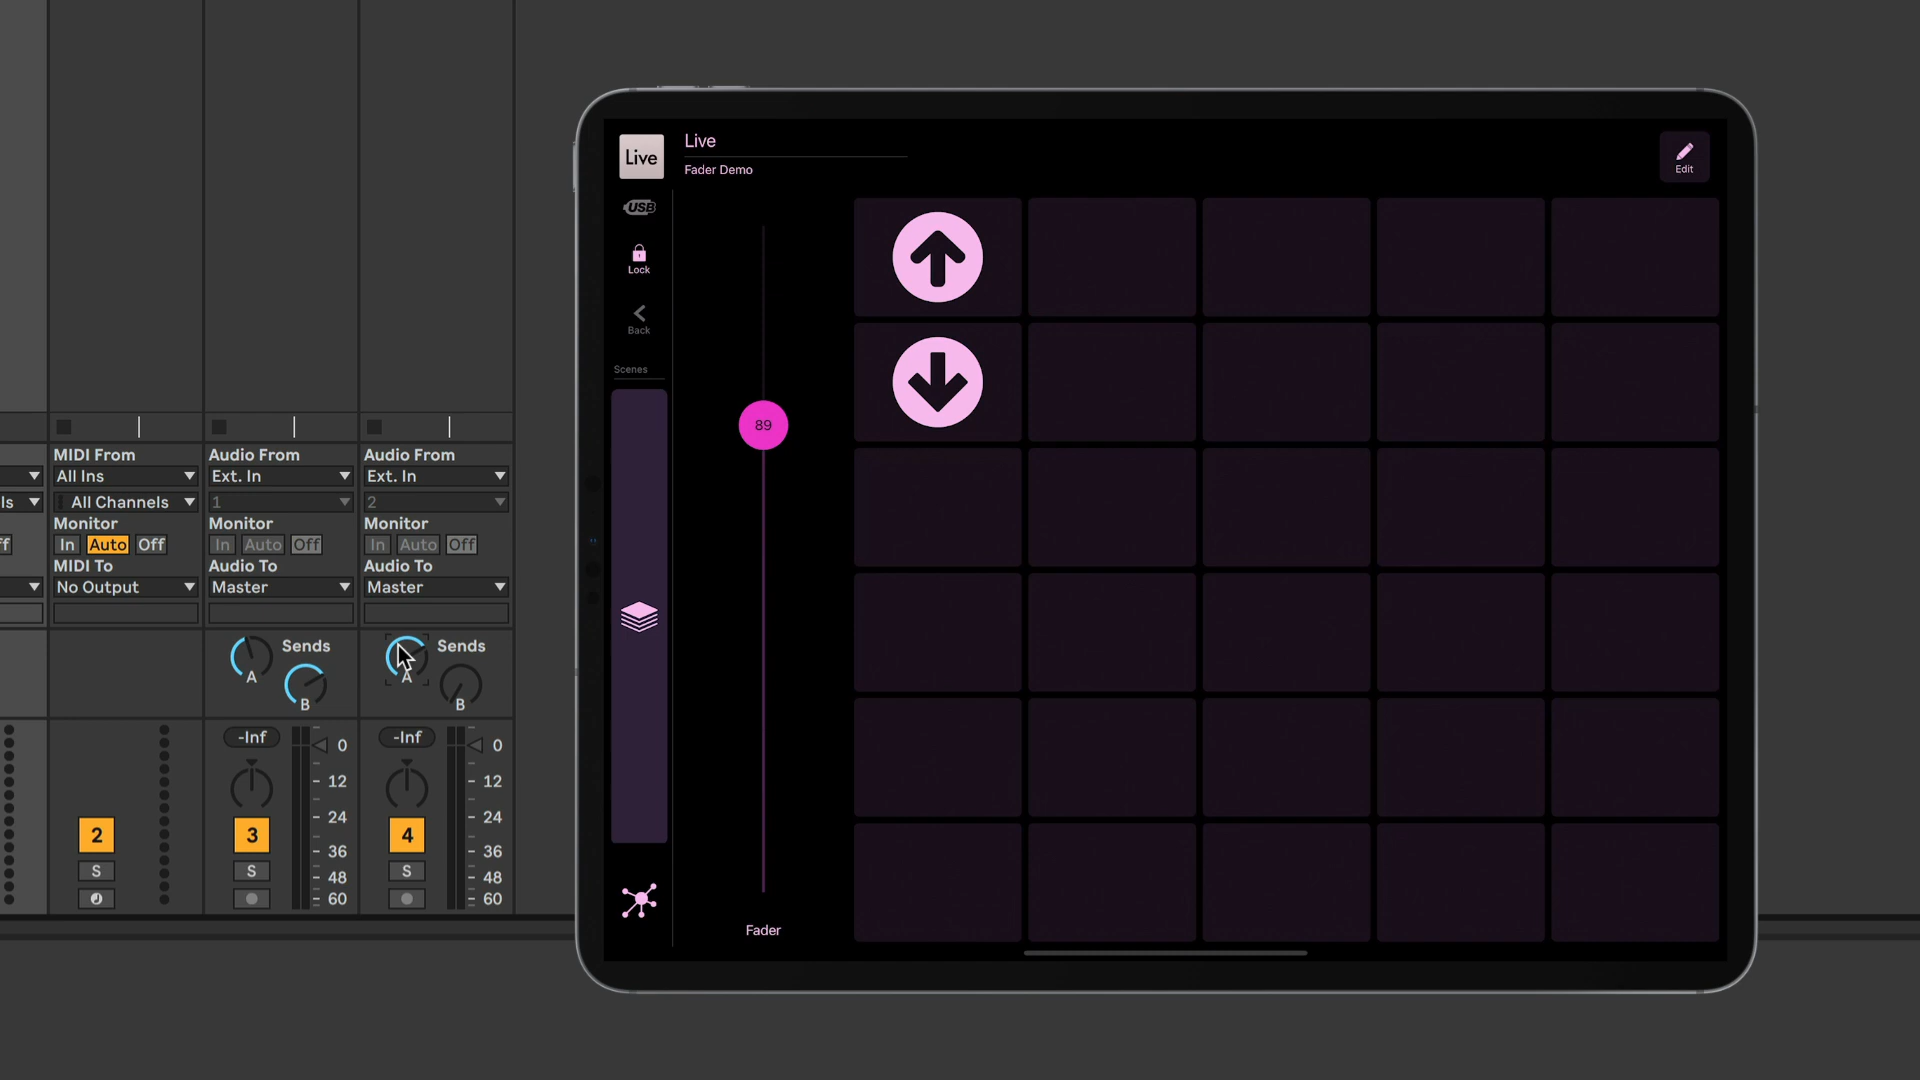 MIDI From
All Ins
ls
All Channels
Monitor
ff
In Auto Off
MIDI To
No Output
2
S
Audio From
Ext. In
1
Monitor
In Auto Off
Audio To
Master
Sends
A
B
-Inf
0
12
24
36
48
60
3
S
Audio From
Ext. In
2
Monitor
In Auto Off
Audio To
Master
Sends
A
B
-Inf
0
12
24
36
48
60
4
S
Live
Live
Fader Demo
Edit
USB
Lock
Back
Scenes
89
Fader